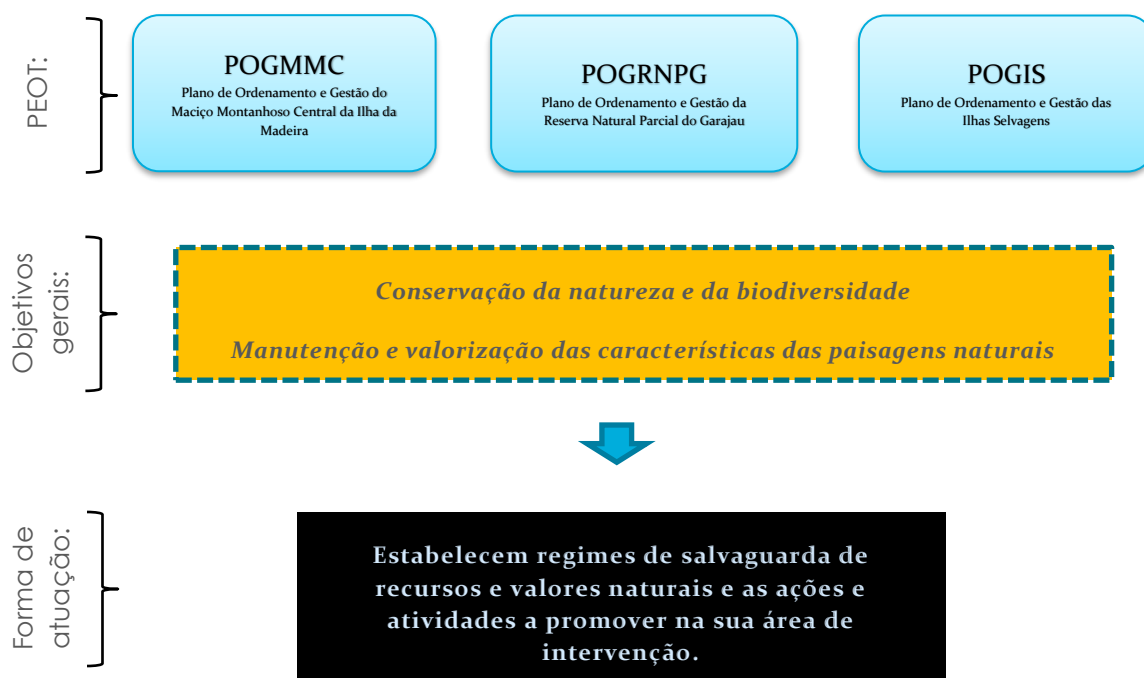 PEOT:
POGMMC
Plano de Ordenamento e Gestão do
Maciço Montanhoso Central da Ilha da
Madeira
POGRNPG
Plano de Ordenamento e Gestão da
Reserva Natural Parcial do Garajau
POGIS
Plano de Ordenamento e Gestão das
Ilhas Selvagens
Objetivos
gerais:
Conservação da natureza e da biodiversidade
Manutenção e valorização das características das paisagens naturais
Forma de
atuação:
Estabelecem regimes de salvaguarda de
recursos e valores naturais e as ações e
atividades a promover na sua área de
intervenção.